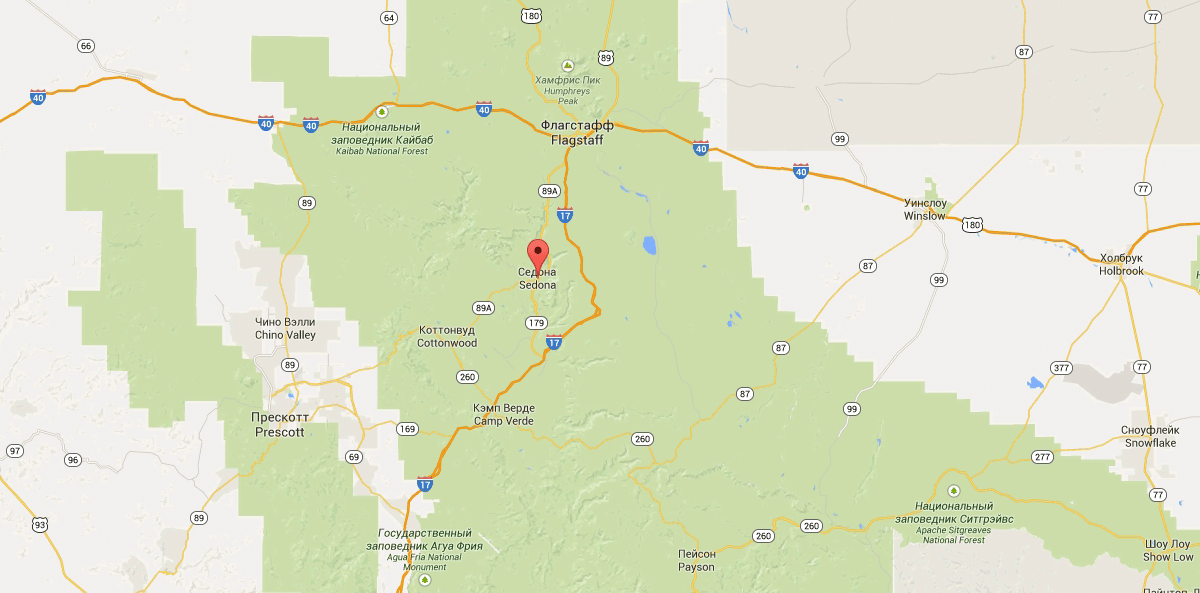 64
180
77
66
89
87
Хамфрис Пик
Humphreys
Peak
40
40
40
40
Национальный
заповедник Кайбаб
Kaibab National Forest
Флагстафф
Flagstaff
99
40
40
89A
89
77
17
Уинслоу
Winslow
180
Седона
Sedona
87
99
Холбрук
Holbrook
89A
179
17
Чино Вэлли
Chino Valley
Коттонвуд
Cottonwood
87
89
260
377
77
87
Прескотт
Prescott
Кэмп Верде
Camp Verde
99
169
260
Сноуфлейк
Snowflake
97
96
69
277
17
77
Национальный
заповедник Ситгрэйвс
Apache Sitgreaves
National Forest
93
89
260
260
Государственный
заповедник Агуа Фрия
Agua Fria National
Monument
Пейсон
Payson
Шоу Лоу
Show Low